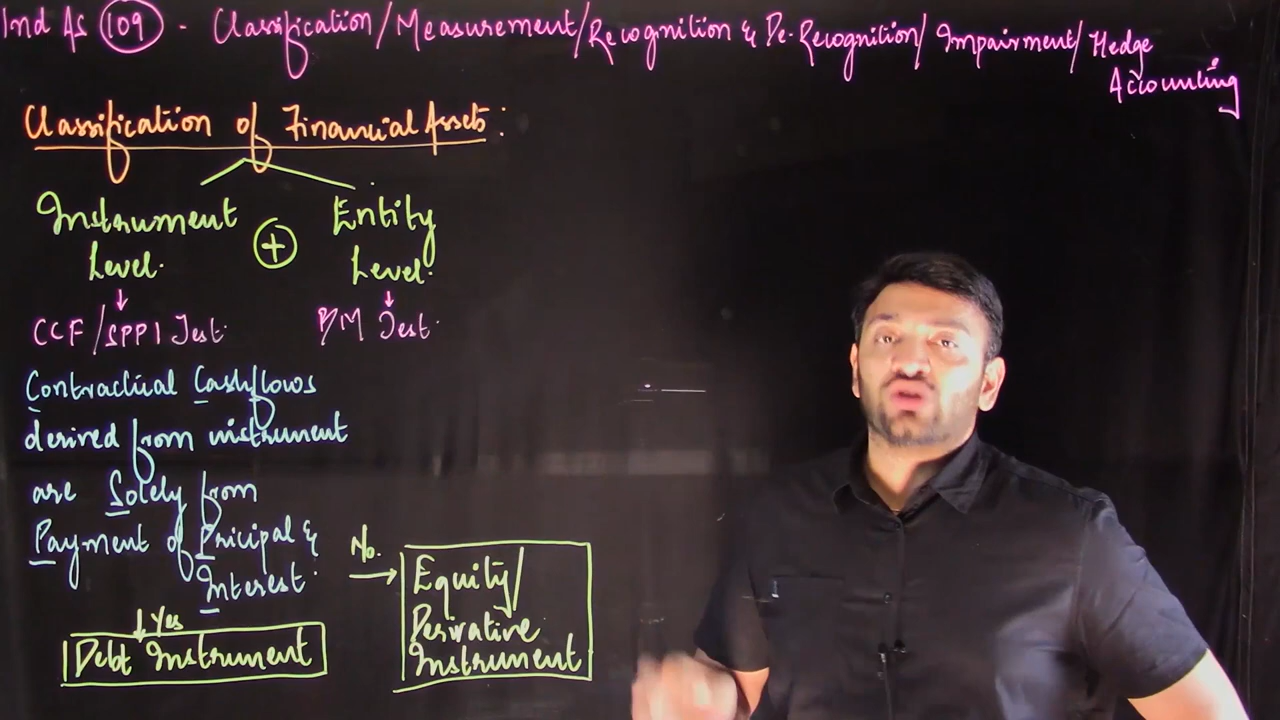 Ind As 109 - Classification/Measurement/Recognition & De-Recognition/Impairment/Hedge
Accounting
Classification of Financial Assets:
Instrument + Entity
Level. Level.
CCF/SPPI Test. B/M Test.
Contractual Cashflows
derived from instrument
are Solely from
Payment of Pricipal &
Interest.
No.
Equity/
Derivative
Instrument
Yes
Debt Instrument